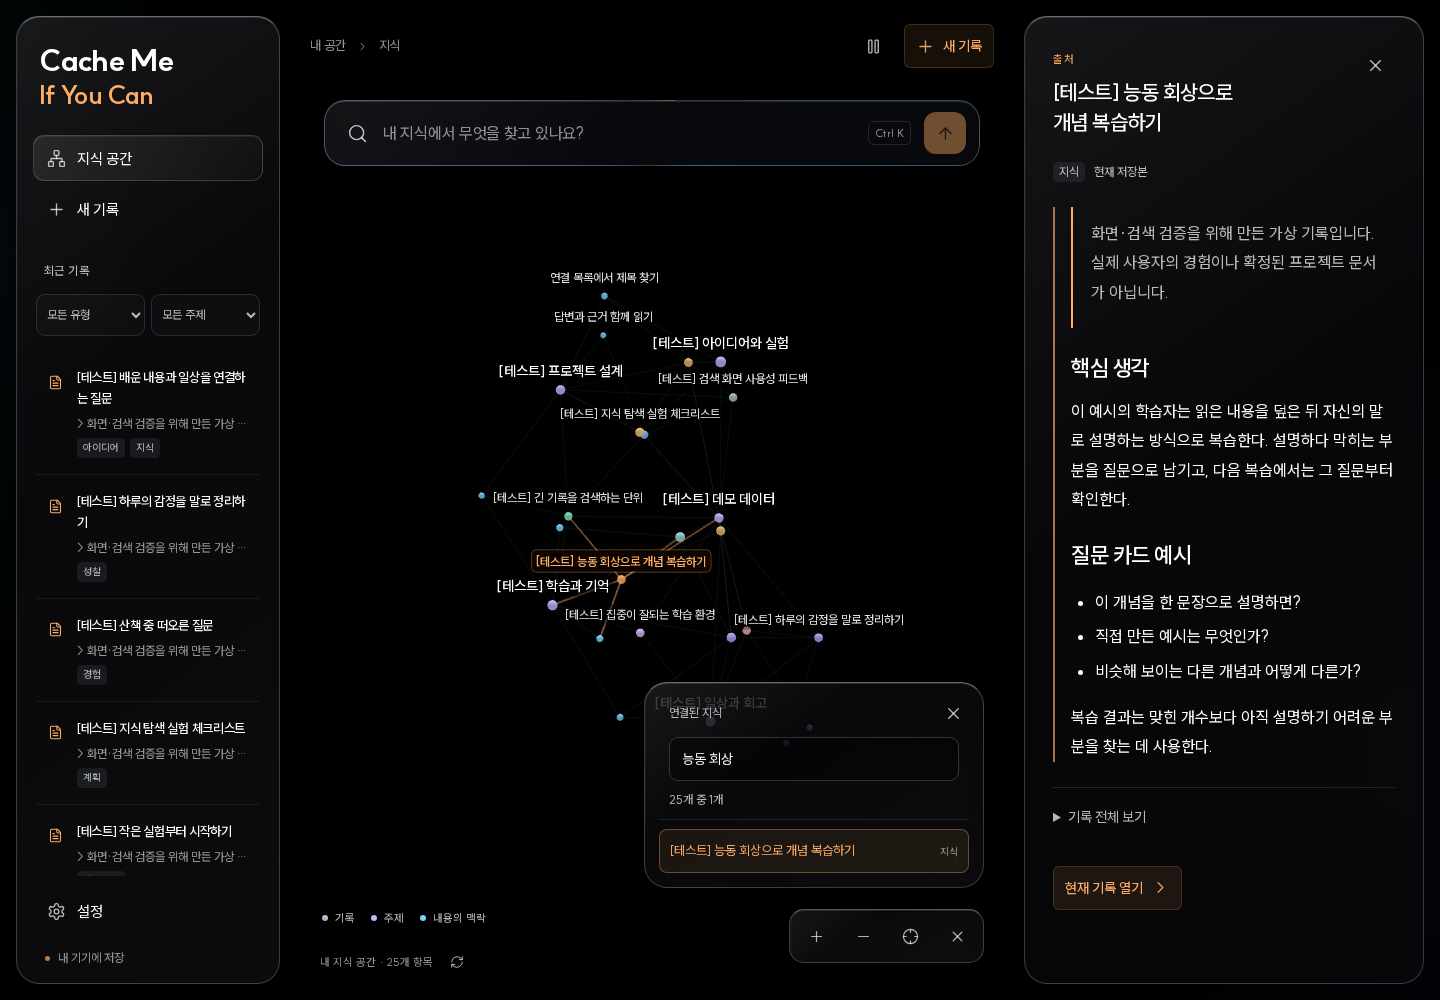 Cache Me
If You Can
지식 공간
새 기록
최근 기록
모든 유형
모든 주제
[테스트] 배운 내용과 일상을 연결하
는 질문
> 화면·검색 검증을 위해 만든 가상 ...
아이디어
지식
[테스트] 하루의 감정을 말로 정리하
기
> 화면·검색 검증을 위해 만든 가상 ...
성찰
[테스트] 산책 중 떠오른 질문
> 화면·검색 검증을 위해 만든 가상 ...
경험
[테스트] 지식 탐색 실험 체크리스트
> 화면·검색 검증을 위해 만든 가상 ...
계획
[테스트] 작은 실험부터 시작하기
> 화면·검색 검증을 위해 만든 가상 ...
설정
내 기기에 저장
내 공간 > 지식
새 기록
내 지식에서 무엇을 찾고 있나요?
Ctrl K
연결 목록에서 제목 찾기
답변과 근거 함께 읽기
[테스트] 아이디어와 실험
[테스트] 프로젝트 설계
[테스트] 검색 화면 사용성 피드백
[테스트] 지식 탐색 실험 체크리스트
[테스트] 긴 기록을 검색하는 단위
[테스트] 데모 데이터
[테스트] 능동 회상으로 개념 복습하기
[테스트] 학습과 기억
[테스트] 집중이 잘되는 학습 환경
[테스트] 하루의 감정을 말로 정리하기
[테스트] 일상과 회고
연결된 지식
능동 회상
25개 중 1개
[테스트] 능동 회상으로 개념 복습하기
지식
기록
주제
내용의 맥락
내 지식 공간 · 25개 항목
출처
[테스트] 능동 회상으로
개념 복습하기
지식
현재 저장본
화면·검색 검증을 위해 만든 가상 기록입니다.
실제 사용자의 경험이나 확정된 프로젝트 문서
가 아닙니다.
핵심 생각
이 예시의 학습자는 읽은 내용을 덮은 뒤 자신의 말
로 설명하는 방식으로 복습한다. 설명하다 막히는 부
분을 질문으로 남기고, 다음 복습에서는 그 질문부터
확인한다.
질문 카드 예시
• 이 개념을 한 문장으로 설명하면?
• 직접 만든 예시는 무엇인가?
• 비슷해 보이는 다른 개념과 어떻게 다른가?
복습 결과는 맞힌 개수보다 아직 설명하기 어려운 부
분을 찾는 데 사용한다.
▶ 기록 전체 보기
현재 기록 열기